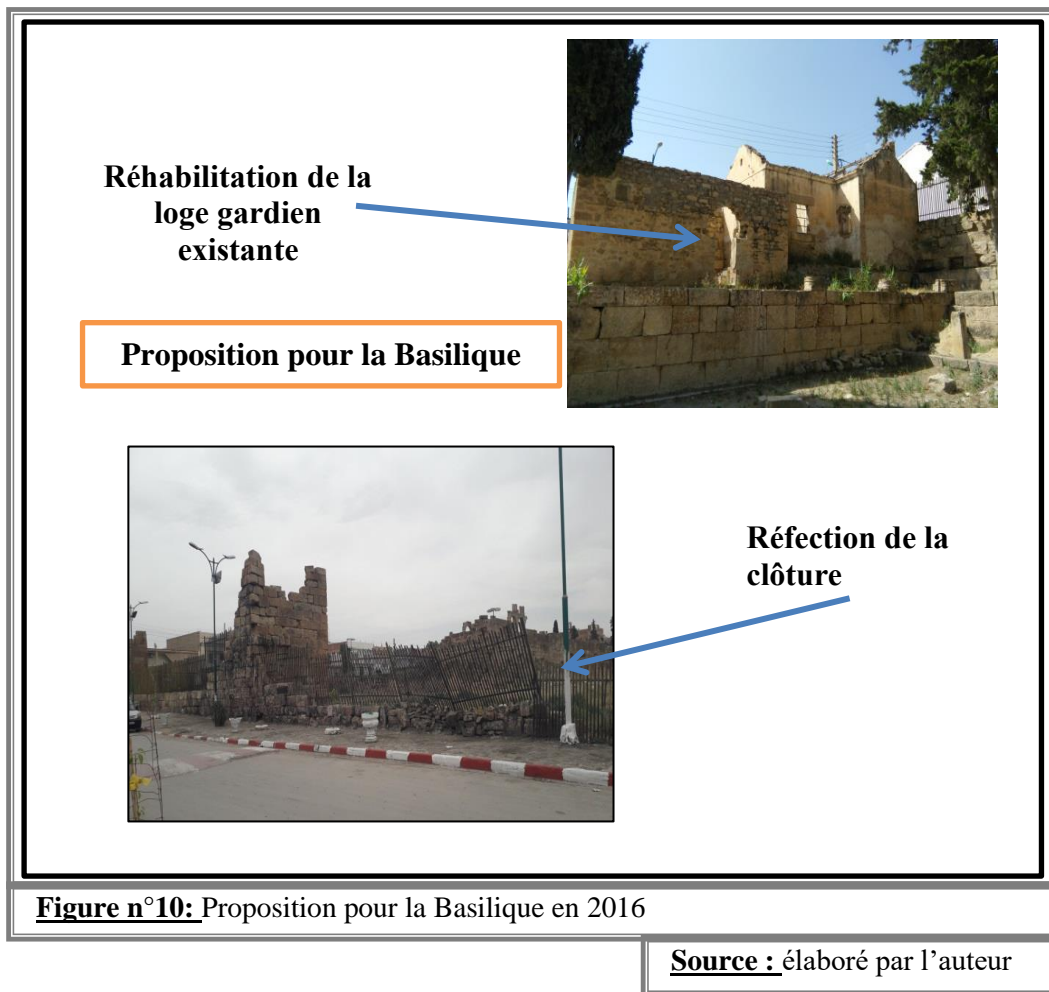 Réhabilitation de la
loge gardien
existante
Proposition pour la Basilique
Réfection de la
clôture
Figure n°10: Proposition pour la Basilique en 2016
Source : élaboré par l’auteur